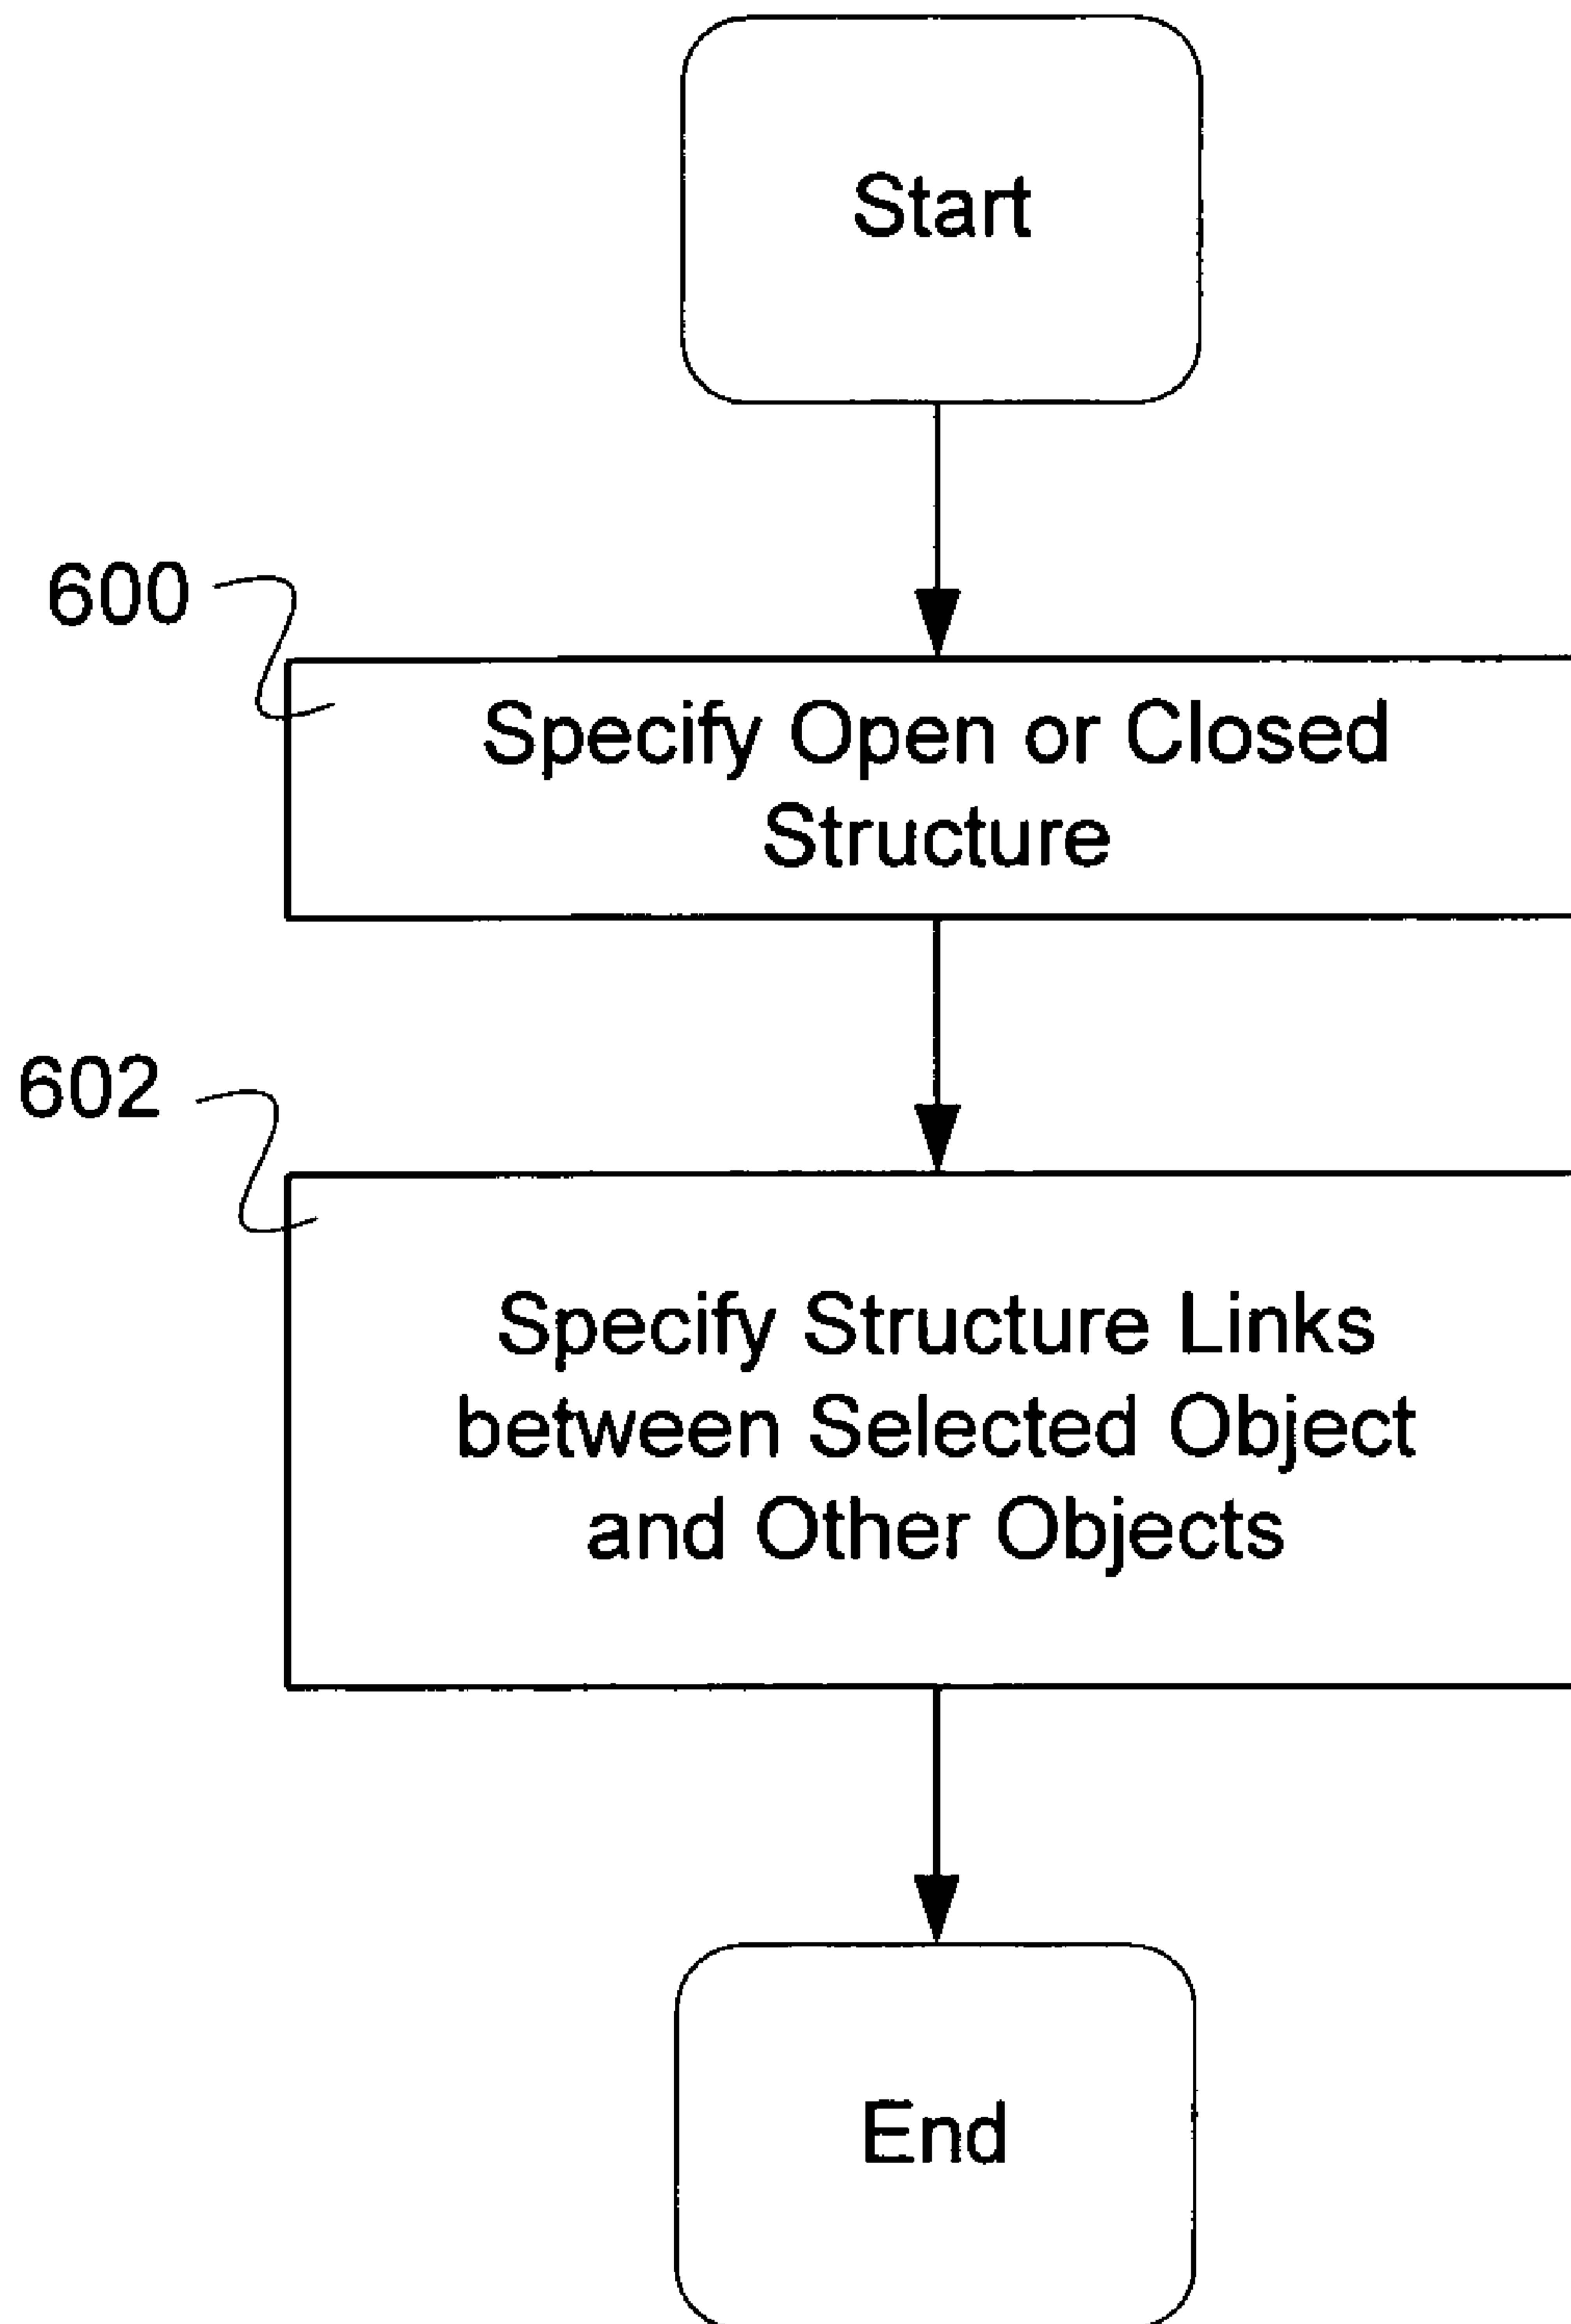 Start
600
Specify Open or Closed
Structure
602
Specify Structure Links
between Selected Object
and Other Objects
End